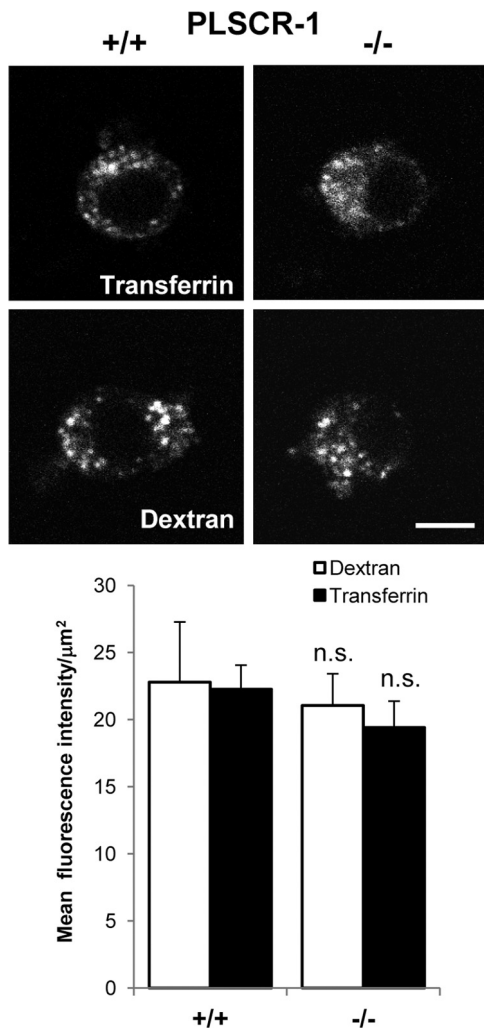 PLSCR-1
+/+ -/-
Transferrin
Dextran
Dextran
Transferrin
30
25
20
15
10
5
0
Mean fluorescence intensity/μm²
n.s.
n.s.
+/+ -/-